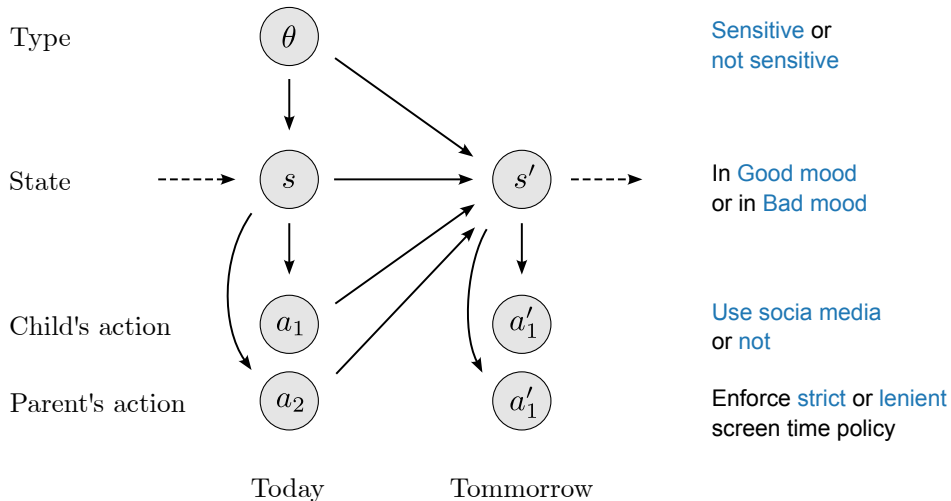 Type
θ
Sensitive or
not sensitive
State
s
s′
In Good mood
or in Bad mood
Child's action
a₁
a′₁
Use socia media
or not
Parent's action
a₂
a′₁
Enforce strict or lenient
screen time policy
Today
Tommorrow